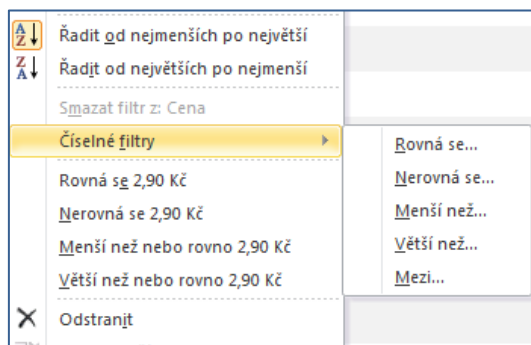 Řadit od nejmenších po největší
Řadit od největších po nejmenší
Smazat filtr z: Cena
Číselné filtry
Rovná se 2,90 Kč
Nerovná se 2,90 Kč
Menší než nebo rovno 2,90 Kč
Větší než nebo rovno 2,90 Kč
Odstranit
Rovná se...
Nerovná se...
Menší než...
Větší než...
Mezi...